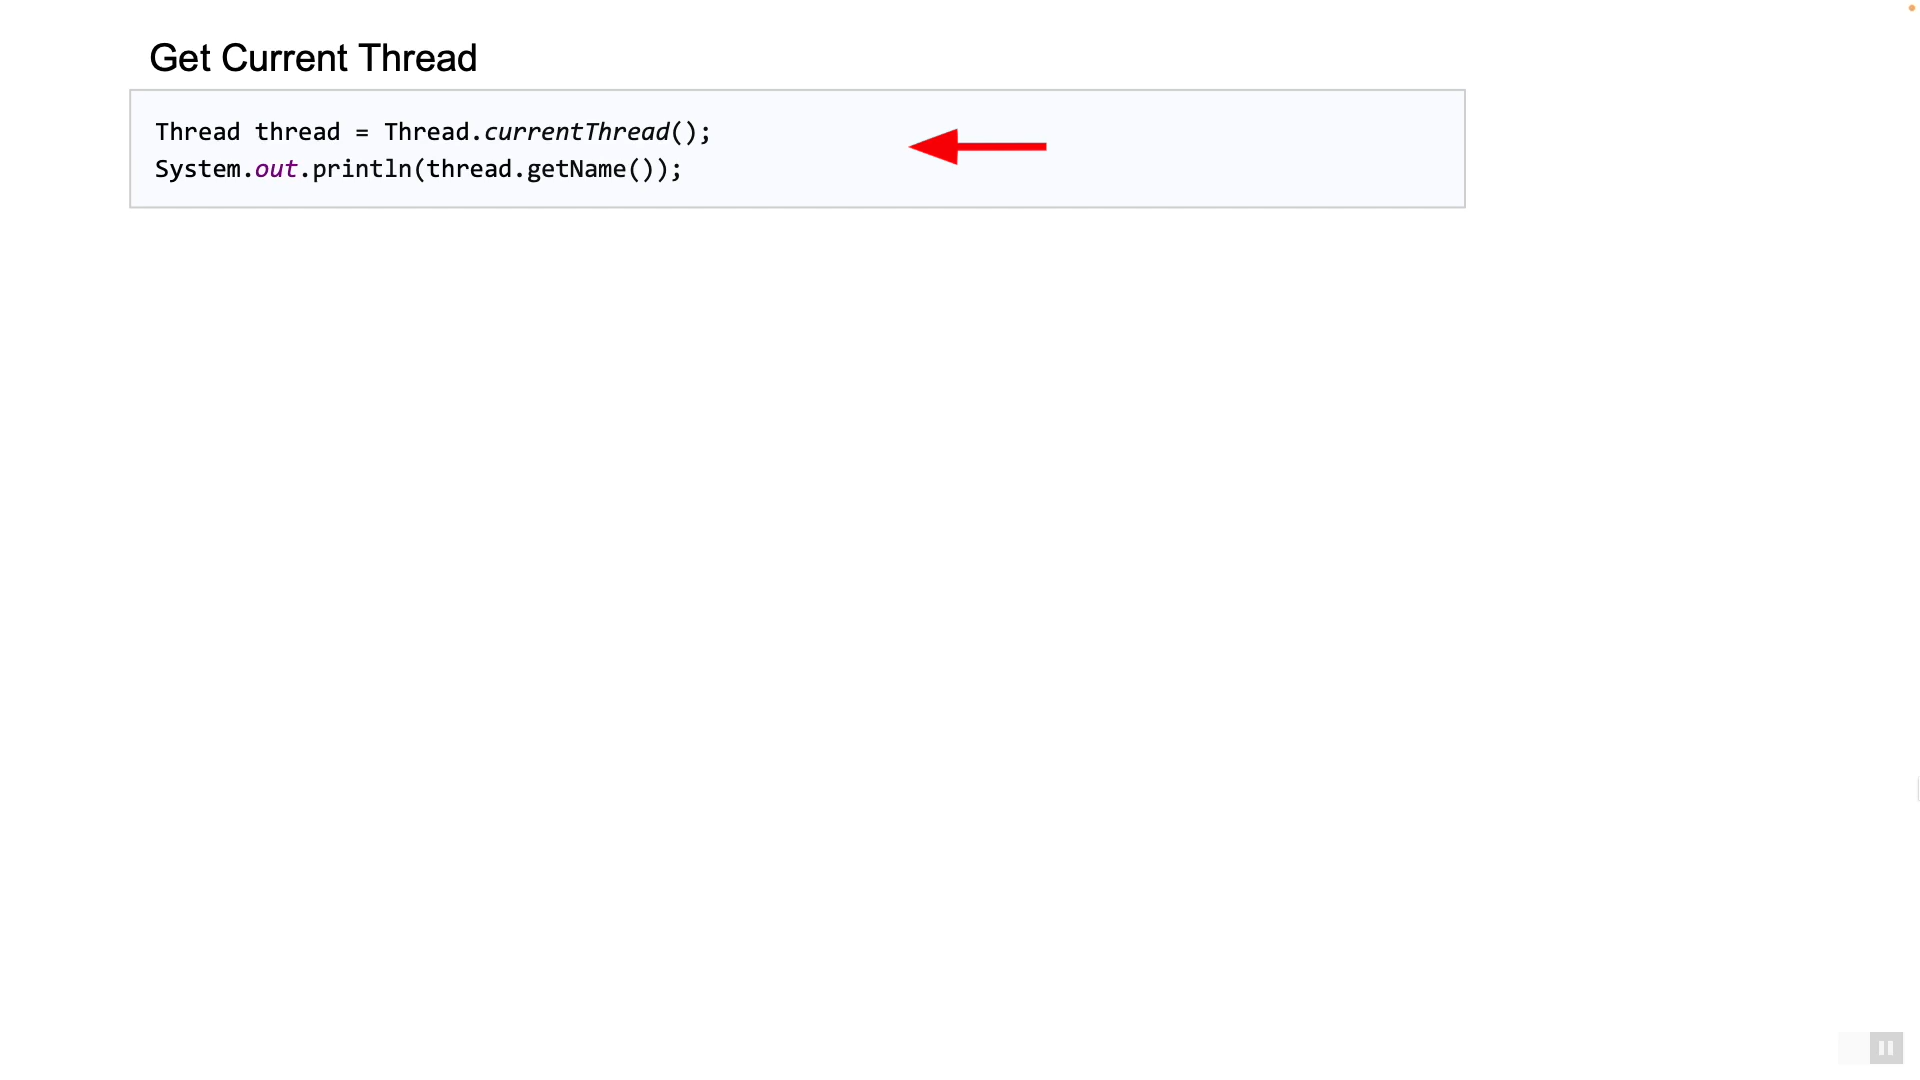 Get Current Thread
Thread thread = Thread.currentThread();
System.out.println(thread.getName());